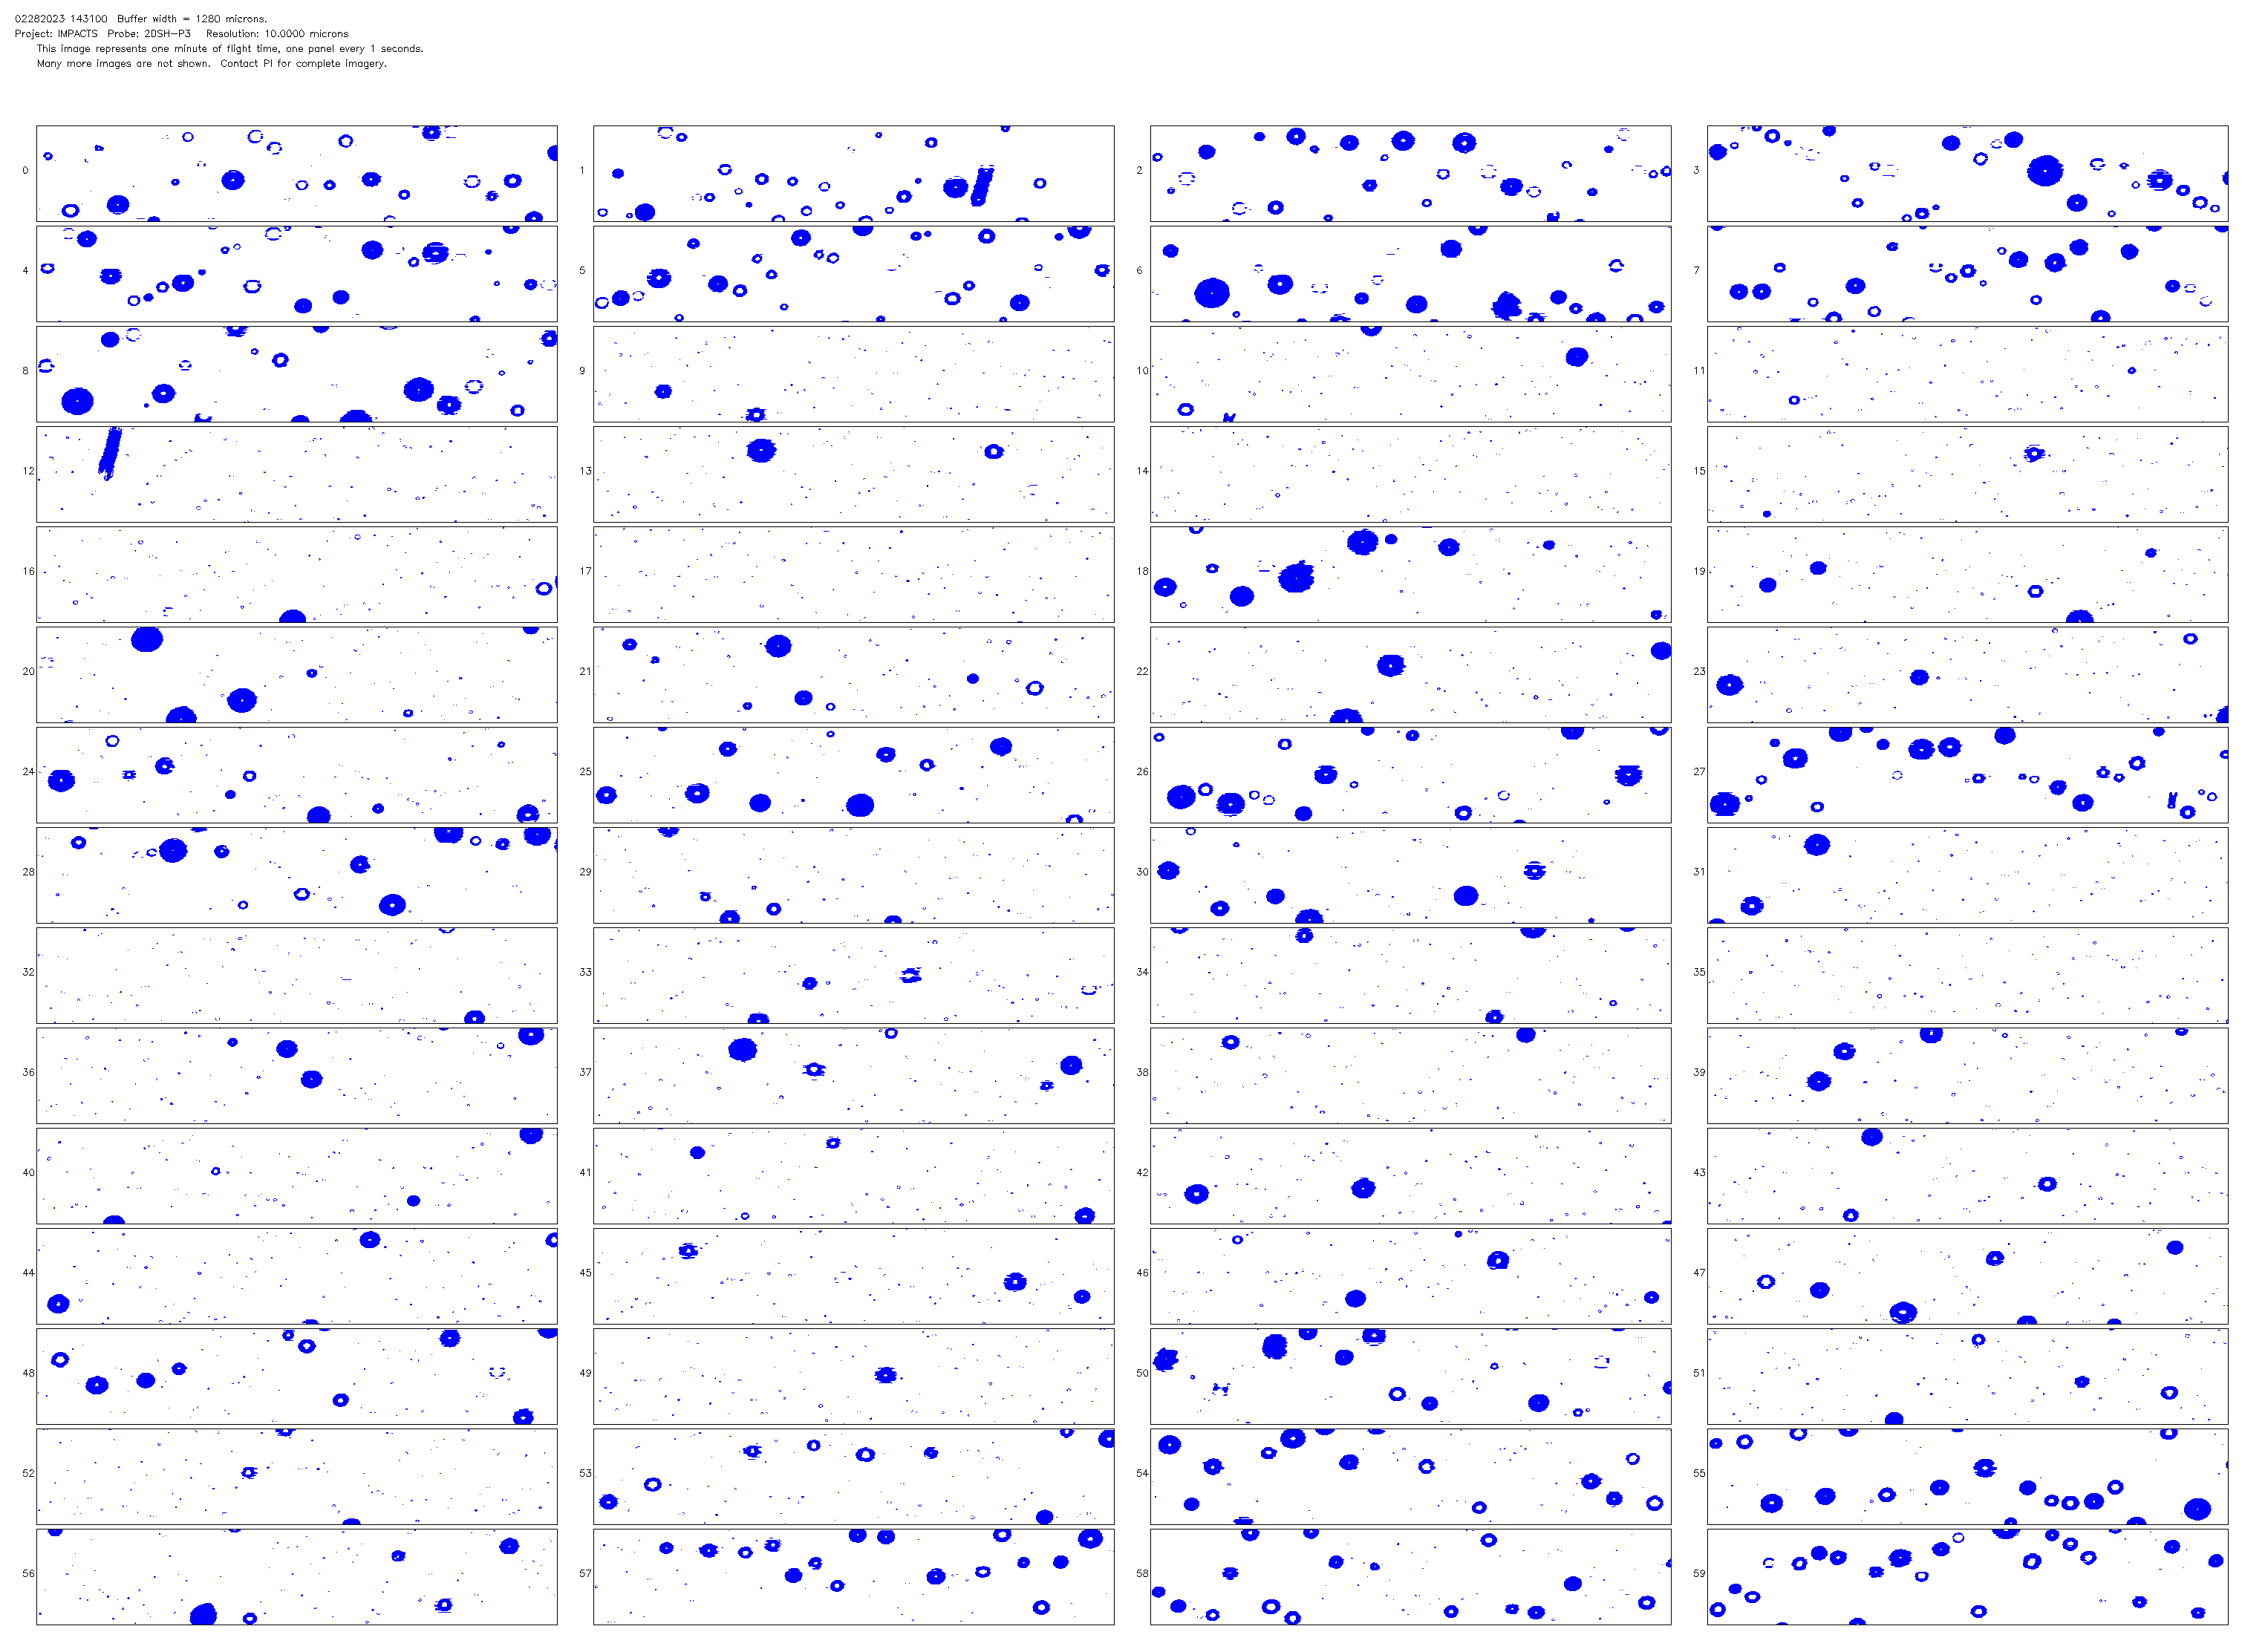 02282023 143100 Buffer width = 1280 microns.
Project: IMPACTS Probe: 2DSH-P3 Resolution: 10.0000 microns
This image represents one minute of flight time, one panel every 1 seconds.
Many more images are not shown. Contact PI for complete imagery.
0 1 2 3
4 5 6 7
8 9 10 11
12 13 14 15
16 17 18 19
20 21 22 23
24 25 26 27
28 29 30 31
32 33 34 35
36 37 38 39
40 41 42 43
44 45 46 47
48 49 50 51
52 53 54 55
56 57 58 59